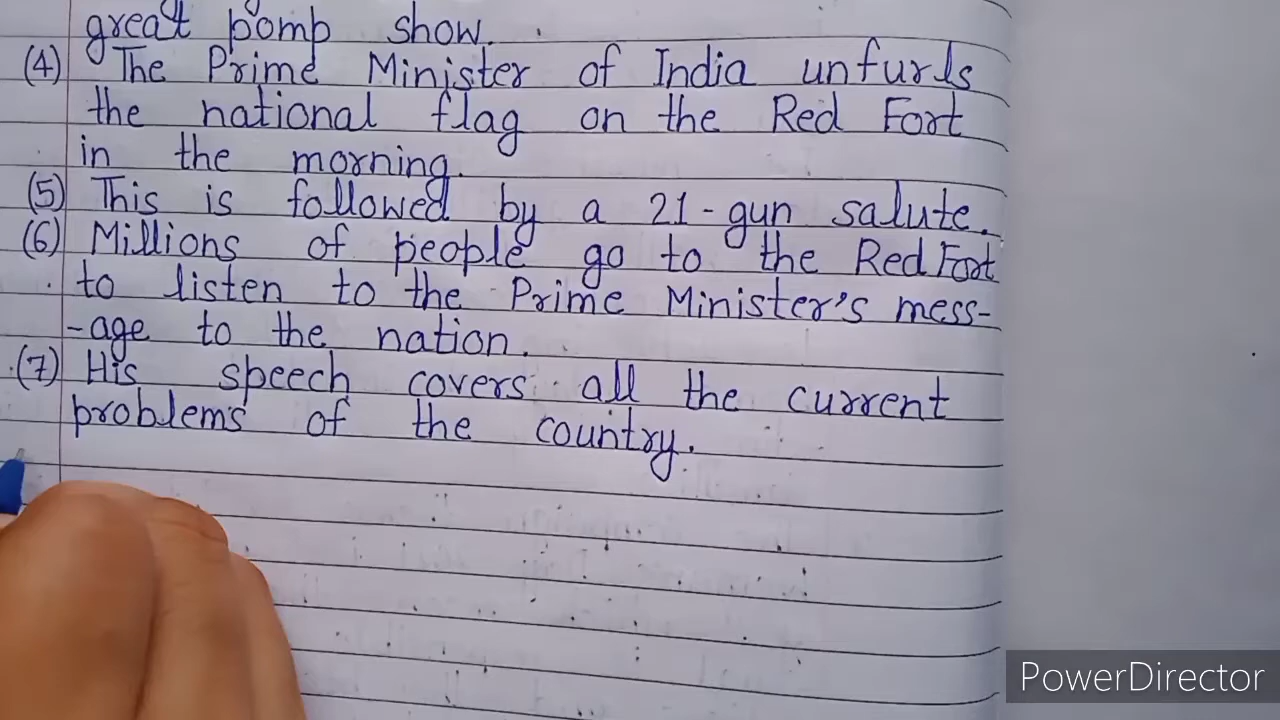 great pomp show.
(4) The Prime Minister of India unfurls
the national flag on the Red Fort
in the morning.
(5) This is followed by a 21-gun salute.
(6) Millions of people go to the Red Fort
to listen to the Prime Minister's mess-
-age to the nation.
(7) His speech covers all the current
problems of the country.
PowerDirector